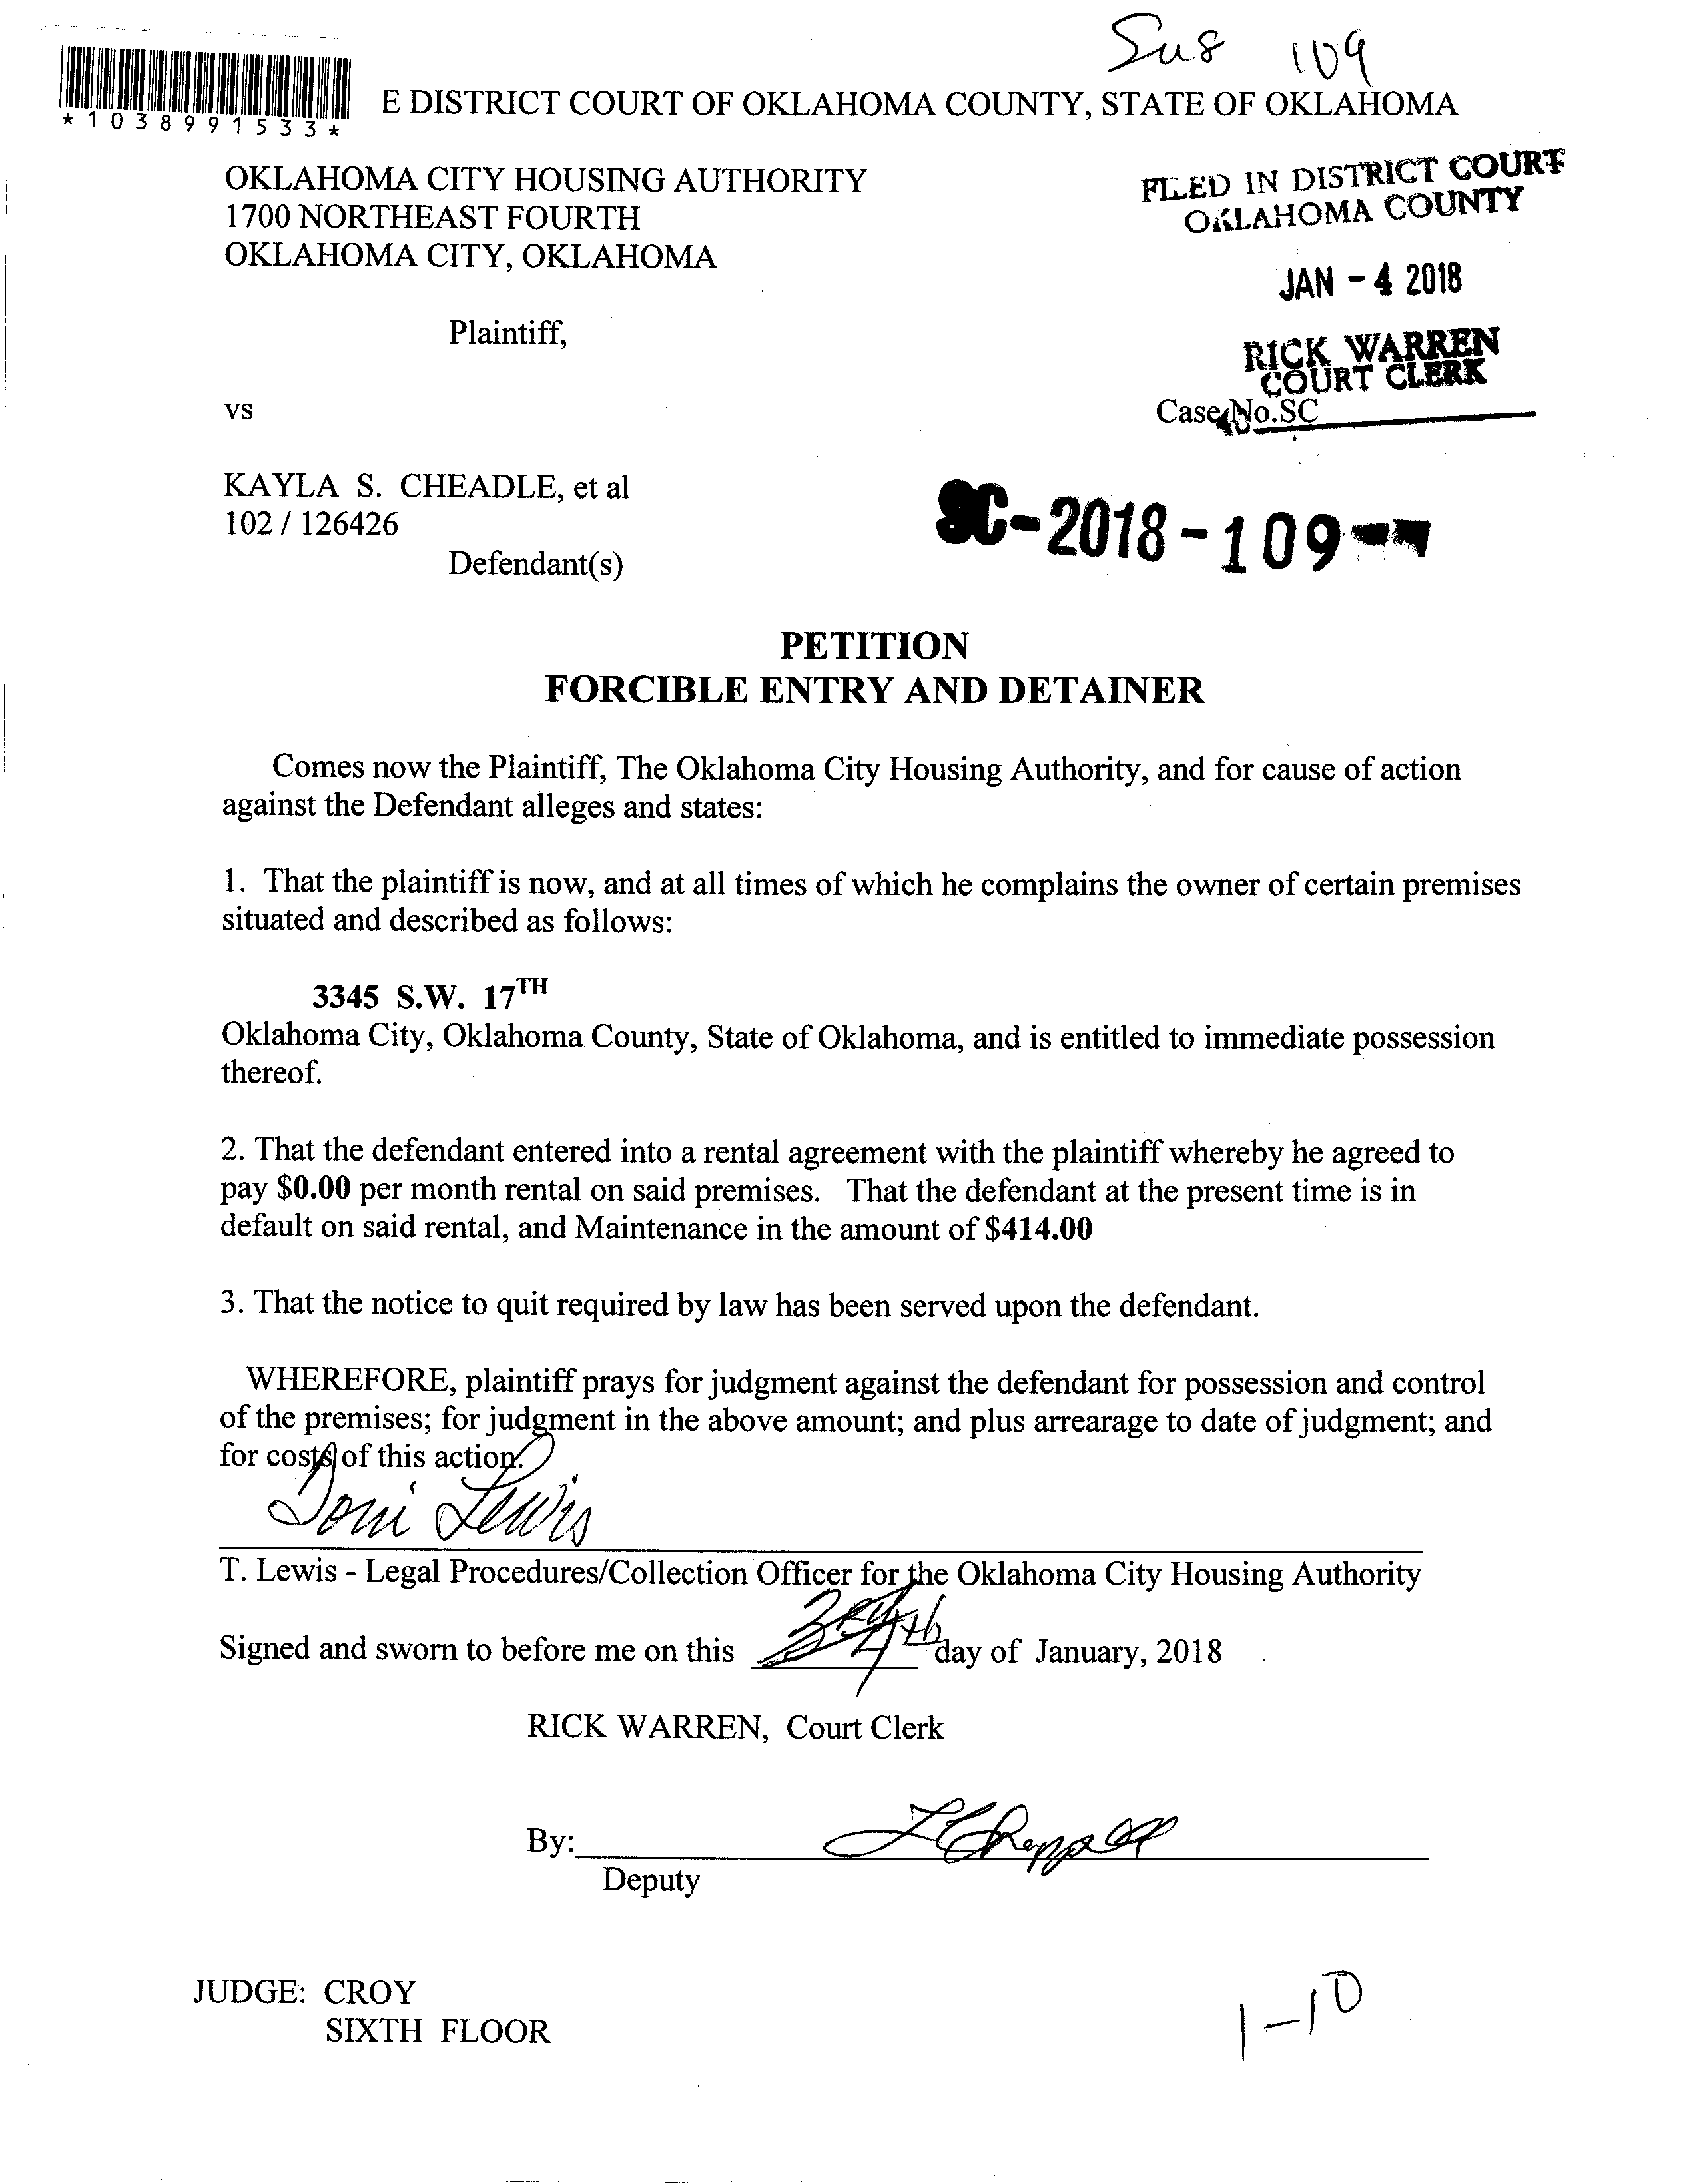 Sus 109
*1038991533*
E DISTRICT COURT OF OKLAHOMA COUNTY, STATE OF OKLAHOMA
OKLAHOMA CITY HOUSING AUTHORITY
1700 NORTHEAST FOURTH
OKLAHOMA CITY, OKLAHOMA
FILED IN DISTRICT COURT
OKLAHOMA COUNTY
JAN - 4 2018
Plaintiff,
RICK WARREN
COURT CLERK
vs
Case No.SC
KAYLA S. CHEADLE, et al
102 / 126426
SC-2018-109
Defendant(s)
PETITION
FORCIBLE ENTRY AND DETAINER
Comes now the Plaintiff, The Oklahoma City Housing Authority, and for cause of action
against the Defendant alleges and states:
1. That the plaintiff is now, and at all times of which he complains the owner of certain premises
situated and described as follows:
3345 S.W. 17TH
Oklahoma City, Oklahoma County, State of Oklahoma, and is entitled to immediate possession
thereof.
2. That the defendant entered into a rental agreement with the plaintiff whereby he agreed to
pay $0.00 per month rental on said premises. That the defendant at the present time is in
default on said rental, and Maintenance in the amount of $414.00
3. That the notice to quit required by law has been served upon the defendant.
WHEREFORE, plaintiff prays for judgment against the defendant for possession and control
of the premises; for judgment in the above amount; and plus arrearage to date of judgment; and
for costs of this action.
Toni Lewis
T. Lewis - Legal Procedures/Collection Officer for the Oklahoma City Housing Authority
Signed and sworn to before me on this 4th day of January, 2018
RICK WARREN, Court Clerk
By:
Deputy
JUDGE: CROY
SIXTH FLOOR
1-10